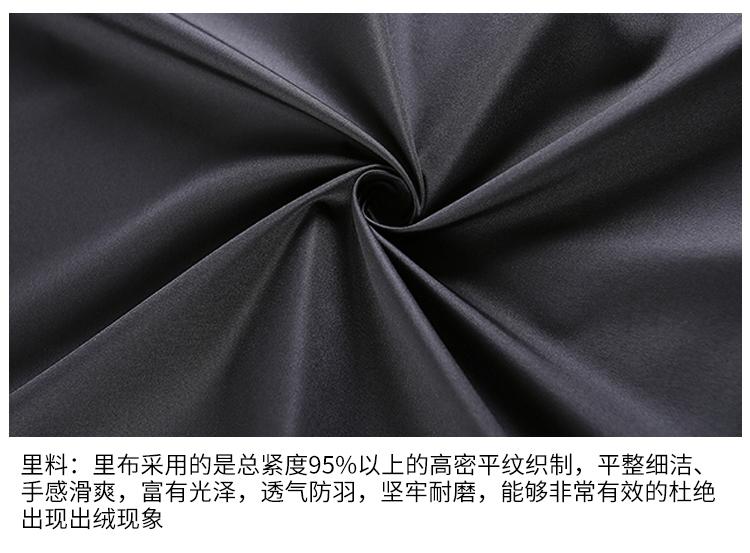 里料：里布采用的是总紧度95%以上的高密平纹织制，平整细洁、
手感滑爽，富有光泽，透气防羽，坚牢耐磨，能够非常有效的杜绝
出现出绒现象